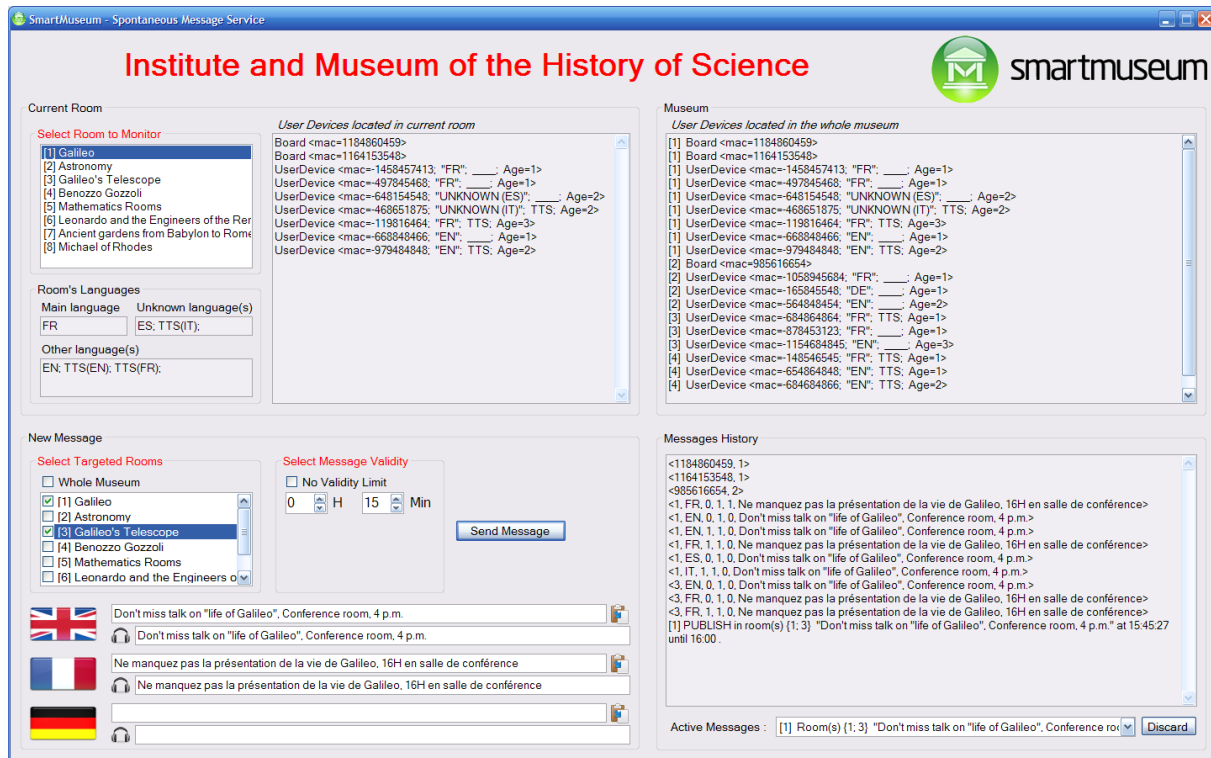 SmartMuseum - Spontaneous Message Service
Institute and Museum of the History of Science
smartmuseum
Current Room
Select Room to Monitor
[1] Galileo
[2] Astronomy
[3] Galileo's Telescope
[4] Benozzo Gozzoli
[5] Mathematics Rooms
[6] Leonardo and the Engineers of the Rer
[7] Ancient gardens from Babylon to Rome
[8] Michael of Rhodes
Room's Languages
Main language Unknown language(s)
FR ES; TTS(IT);
Other language(s)
EN; TTS(EN); TTS(FR);
User Devices located in current room
Board <mac=1184860459>
Board <mac=1164153548>
UserDevice <mac=-1458457413; "FR"; ____; Age=1>
UserDevice <mac=-497845468; "FR"; ____; Age=1>
UserDevice <mac=-648154548; "UNKNOWN (ES)"; ____; Age=2>
UserDevice <mac=-468651875; "UNKNOWN (IT)"; TTS; Age=2>
UserDevice <mac=-119816464; "FR"; TTS; Age=3>
UserDevice <mac=-668848466; "EN"; ____; Age=1>
UserDevice <mac=-979484848; "EN"; TTS; Age=2>
Museum
User Devices located in the whole museum
[1] Board <mac=1184860459>
[1] Board <mac=1164153548>
[1] UserDevice <mac=-1458457413; "FR"; ____; Age=1>
[1] UserDevice <mac=-497845468; "FR"; ____; Age=1>
[1] UserDevice <mac=-648154548; "UNKNOWN (ES)"; ____; Age=2>
[1] UserDevice <mac=-468651875; "UNKNOWN (IT)"; TTS; Age=2>
[1] UserDevice <mac=-119816464; "FR"; TTS; Age=3>
[1] UserDevice <mac=-668848466; "EN"; ____; Age=1>
[1] UserDevice <mac=-979484848; "EN"; TTS; Age=2>
[2] Board <mac=985616654>
[2] UserDevice <mac=-1058945684; "FR"; ____; Age=1>
[2] UserDevice <mac=-165845548; "DE"; ____; Age=1>
[2] UserDevice <mac=-564848454; "EN"; ____; Age=2>
[3] UserDevice <mac=-684864864; "FR"; TTS; Age=1>
[3] UserDevice <mac=-878453123; "FR"; ____; Age=1>
[3] UserDevice <mac=-1154684845; "EN"; ____; Age=3>
[4] UserDevice <mac=-148546545; "FR"; TTS; Age=1>
[4] UserDevice <mac=-654864848; "EN"; TTS; Age=1>
[4] UserDevice <mac=-684684866; "EN"; TTS; Age=2>
New Message
Select Targeted Rooms
Whole Museum
[1] Galileo
[2] Astronomy
[3] Galileo's Telescope
[4] Benozzo Gozzoli
[5] Mathematics Rooms
[6] Leonardo and the Engineers o
Select Message Validity
No Validity Limit
0 H 15 Min
Send Message
Don't miss talk on "life of Galileo", Conference room, 4 p.m.
Don't miss talk on "life of Galileo", Conference room, 4 p.m.
Ne manquez pas la présentation de la vie de Galileo, 16H en salle de conférence
Ne manquez pas la présentation de la vie de Galileo, 16H en salle de conférence
Messages History
<1184860459, 1>
<1164153548, 1>
<985616654, 2>
<1, FR, 0, 1, 1, Ne manquez pas la présentation de la vie de Galileo, 16H en salle de conférence>
<1, EN, 0, 1, 0, Don't miss talk on "life of Galileo", Conference room, 4 p.m.>
<1, EN, 1, 1, 0, Don't miss talk on "life of Galileo", Conference room, 4 p.m.>
<1, FR, 1, 1, 0, Ne manquez pas la présentation de la vie de Galileo, 16H en salle de conférence>
<1, ES, 0, 1, 0, Don't miss talk on "life of Galileo", Conference room, 4 p.m.>
<1, IT, 1, 1, 0, Don't miss talk on "life of Galileo", Conference room, 4 p.m.>
<3, EN, 0, 1, 0, Don't miss talk on "life of Galileo", Conference room, 4 p.m.>
<3, FR, 0, 1, 0, Ne manquez pas la présentation de la vie de Galileo, 16H en salle de conférence>
<3, FR, 1, 1, 0, Ne manquez pas la présentation de la vie de Galileo, 16H en salle de conférence>
[1] PUBLISH in room(s) {1; 3} "Don't miss talk on "life of Galileo", Conference room, 4 p.m." at 15:45:27
until 16:00 .
Active Messages : [1] Room(s) {1; 3} "Don't miss talk on "life of Galileo", Conference roo Discard